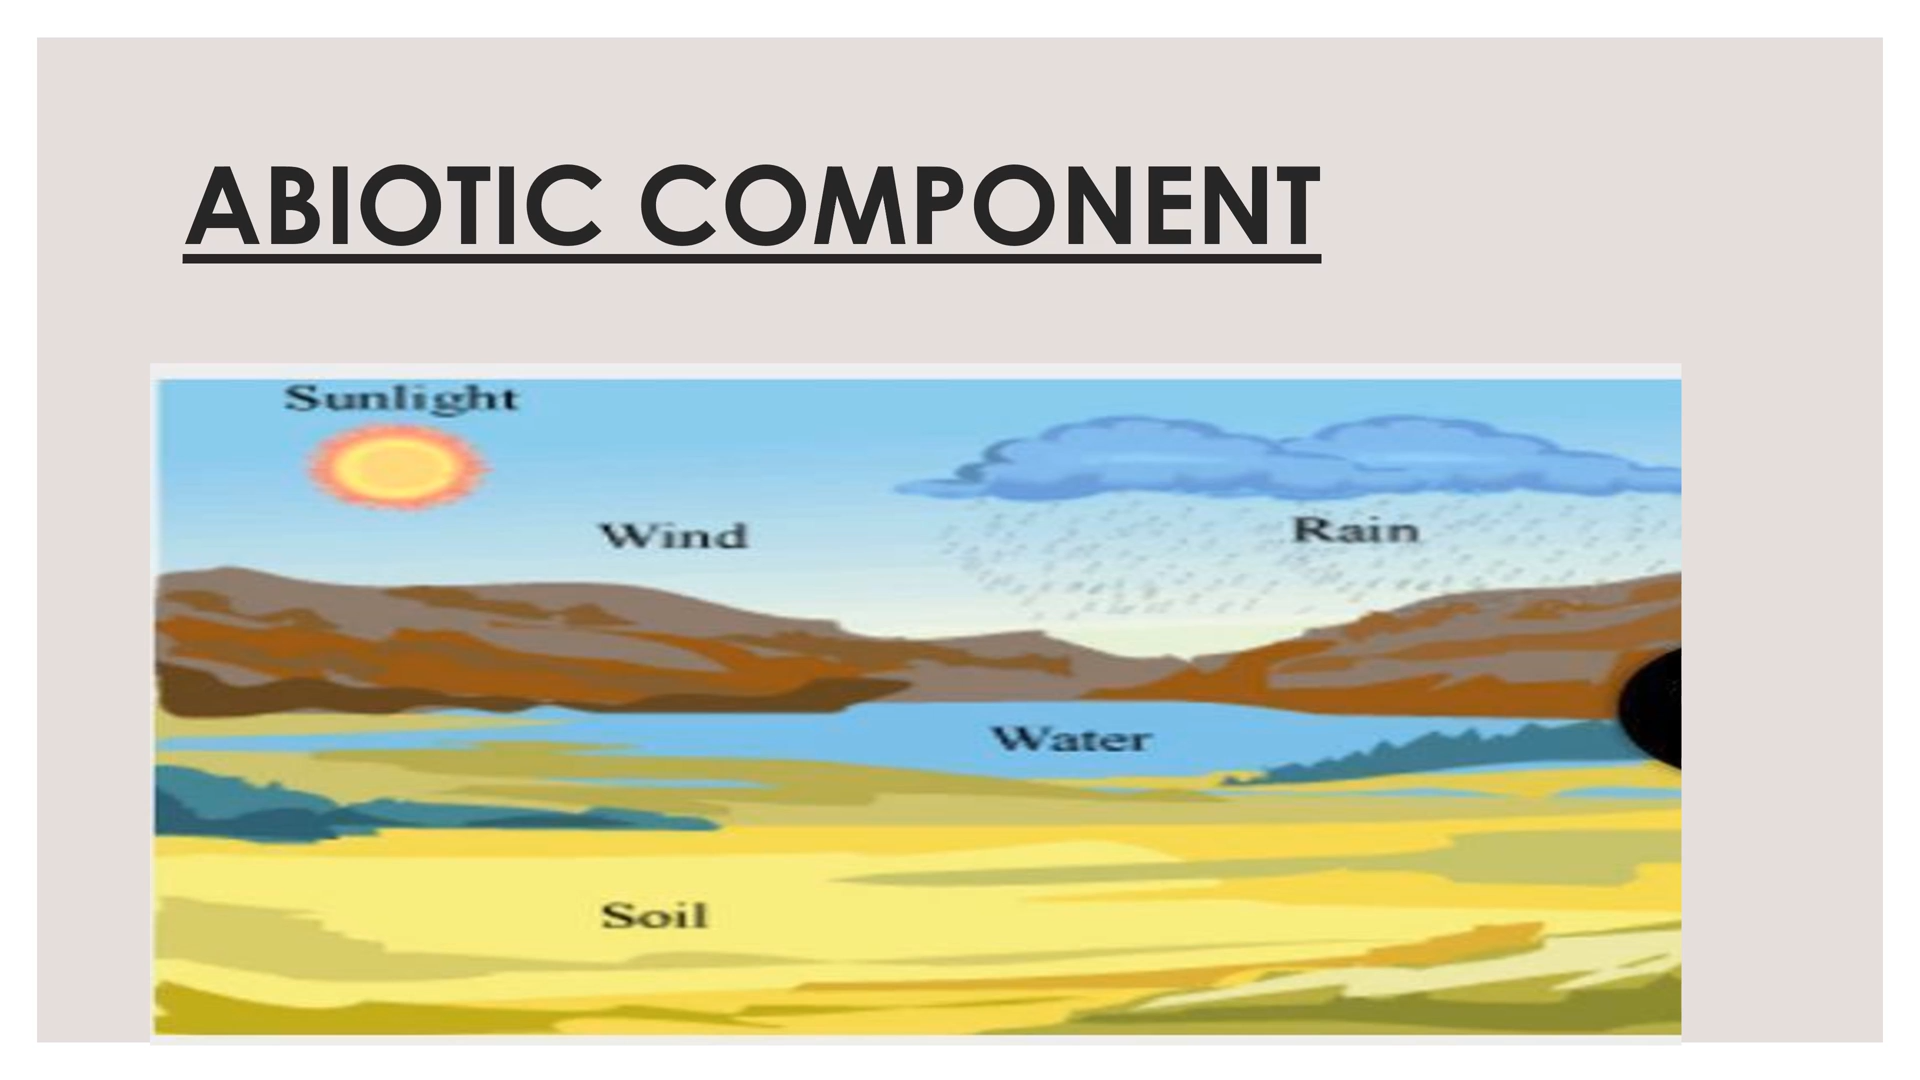 ABIOTIC COMPONENT
Sunlight
Wind
Rain
Water
Soil